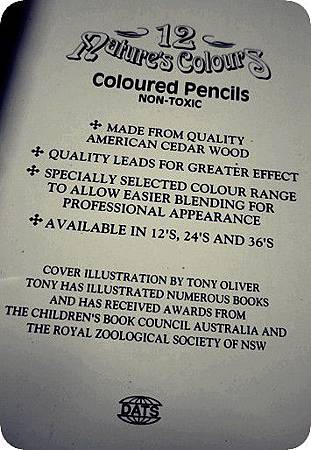 12
Nature's Colours
Coloured Pencils
NON-TOXIC
MADE FROM QUALITY
AMERICAN CEDAR WOOD
QUALITY LEADS FOR GREATER EFFECT
SPECIALLY SELECTED COLOUR RANGE
TO ALLOW EASIER BLENDING FOR
PROFESSIONAL APPEARANCE
AVAILABLE IN 12'S, 24'S AND 36'S
COVER ILLUSTRATION BY TONY OLIVER
TONY HAS ILLUSTRATED NUMEROUS BOOKS
AND HAS RECEIVED AWARDS FROM
THE CHILDREN'S BOOK COUNCIL AUSTRALIA AND
THE ROYAL ZOOLOGICAL SOCIETY OF NSW
DATS